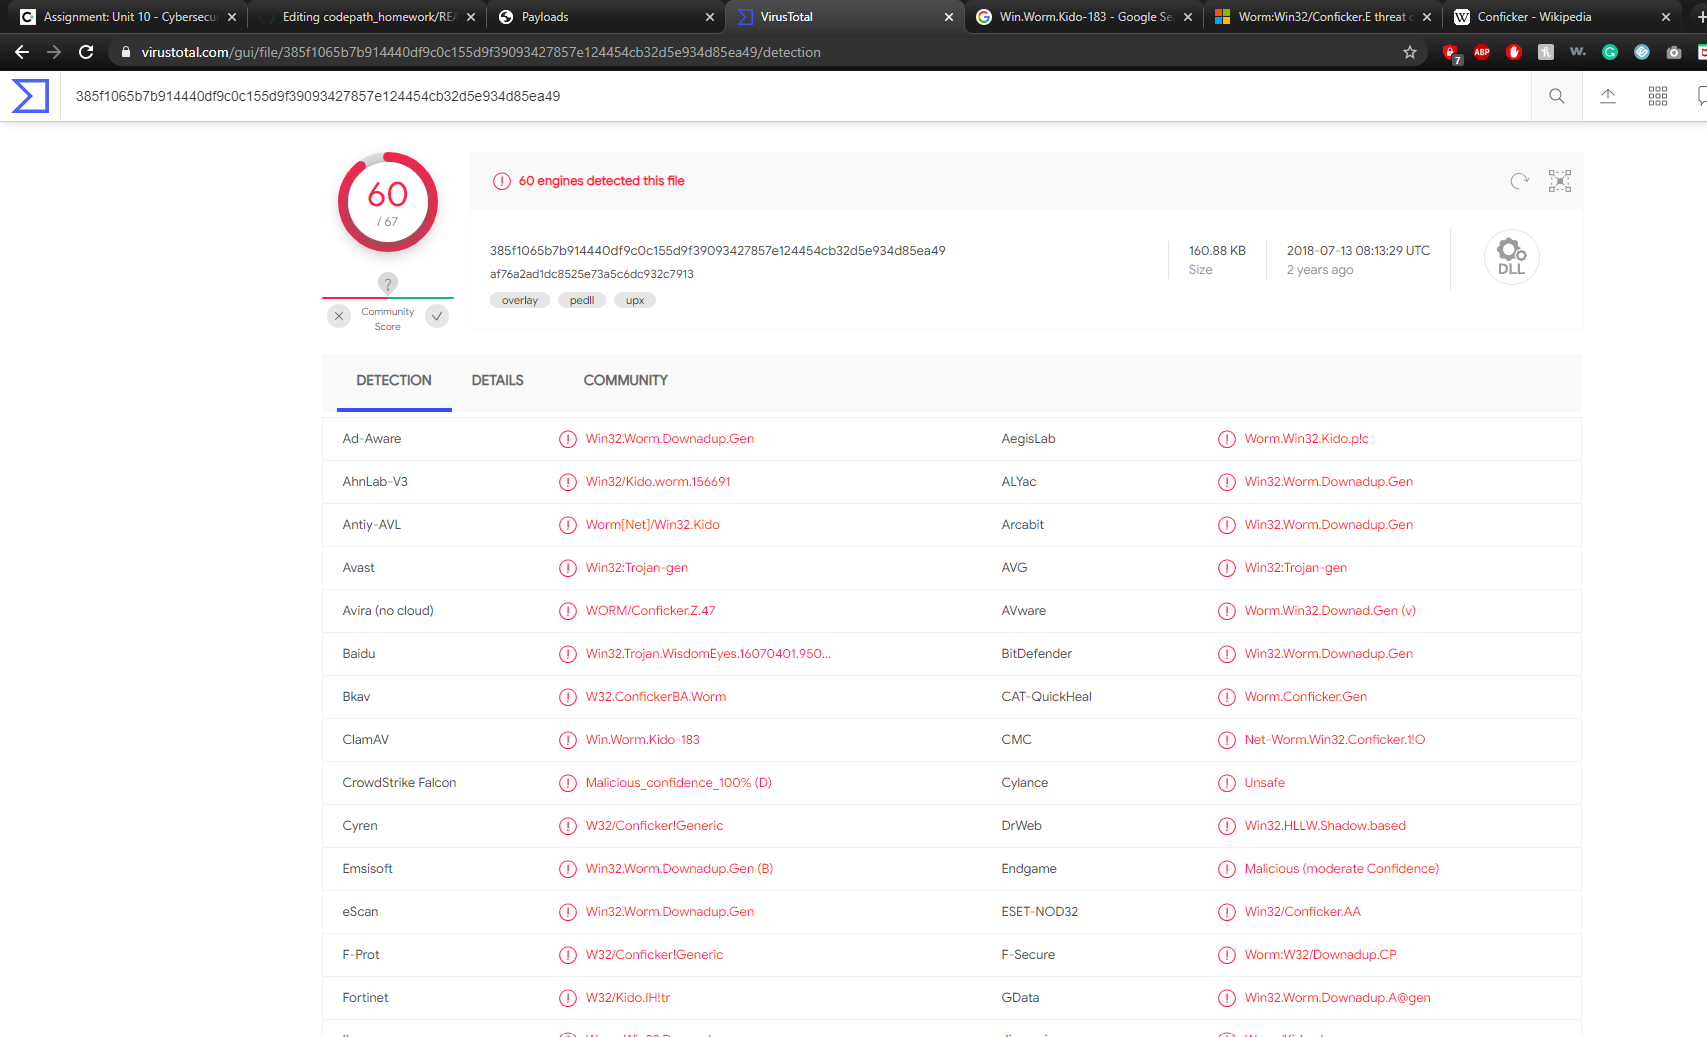 Assignment: Unit 10 - Cybersecur
Editing codepath_homework/REA
Payloads
VirusTotal
Win.Worm.Kido-183 - Google Se
Worm:Win32/Conficker.E threat
Conficker - Wikipedia
virustotal.com/gui/file/385f1065b7b914440df9c0c155d9f39093427857e124454cb32d5e934d85ea49/detection
7
ABP
385f1065b7b914440df9c0c155d9f39093427857e124454cb32d5e934d85ea49
60
/ 67
60 engines detected this file
385f1065b7b914440df9c0c155d9f39093427857e124454cb32d5e934d85ea49
af76a2ad1dc8525e73a5c6dc932c7913
overlay pedll upx
160.88 KB
Size
2018-07-13 08:13:29 UTC
2 years ago
DLL
?
Community
Score
DETECTION DETAILS COMMUNITY
Ad-Aware Win32.Worm.Downadup.Gen AegisLab Worm.Win32.Kido.p!c
AhnLab-V3 Win32/Kido.worm.156691 ALYac Win32.Worm.Downadup.Gen
Antiy-AVL Worm[Net]/Win32.Kido Arcabit Win32.Worm.Downadup.Gen
Avast Win32:Trojan-gen AVG Win32:Trojan-gen
Avira (no cloud) WORM/Conficker.Z.47 AVware Worm.Win32.Downad.Gen (v)
Baidu Win32.Trojan.WisdomEyes.16070401.950... BitDefender Win32.Worm.Downadup.Gen
Bkav W32.ConfickerBA.Worm CAT-QuickHeal Worm.Conficker.Gen
ClamAV Win.Worm.Kido-183 CMC Net-Worm.Win32.Conficker.1!O
CrowdStrike Falcon Malicious_confidence_100% (D) Cylance Unsafe
Cyren W32/Conficker!Generic DrWeb Win32.HLLW.Shadow.based
Emsisoft Win32.Worm.Downadup.Gen (B) Endgame Malicious (moderate Confidence)
eScan Win32.Worm.Downadup.Gen ESET-NOD32 Win32/Conficker.AA
F-Prot W32/Conficker!Generic F-Secure Worm:W32/Downadup.CP
Fortinet W32/Kido.IH!tr GData Win32.Worm.Downadup.A@gen